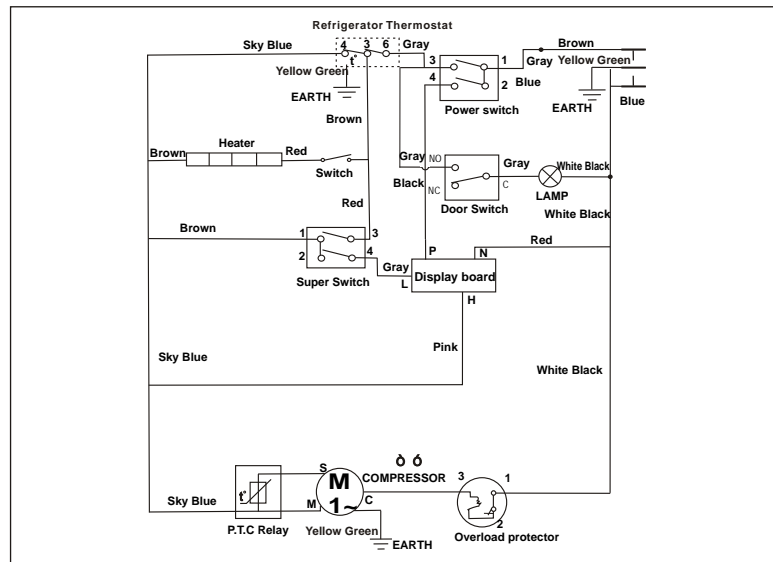 Refrigerator Thermostat
Sky Blue 4 3 6 Gray
t°
Yellow Green
EARTH
Brown
3 1
4 2
Power switch
Brown
Gray Yellow Green
Blue
EARTH
Blue
Heater
Brown Red
Switch
Gray NO
Black NC
Gray
C
Door Switch
White Black
LAMP
White Black
Red
Brown 1 3
2 4
Super Switch
Gray
L
P N
Red
Display board
H
Pink
Sky Blue
White Black
COMPRESSOR
S
M
1~
M C
Sky Blue
t°
P.T.C Relay
Yellow Green
EARTH
3 1
2
Overload protector